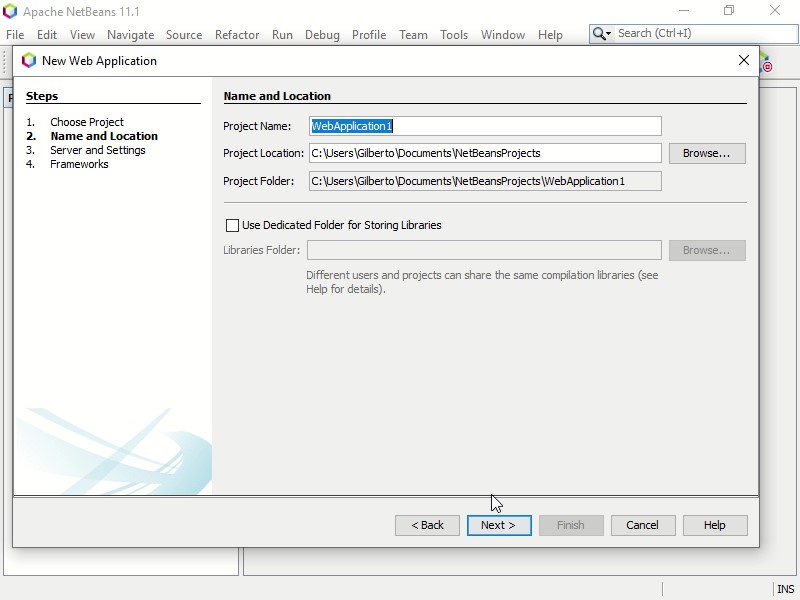 Apache NetBeans 11.1
File Edit View Navigate Source Refactor Run Debug Profile Team Tools Window Help Search (Ctrl+I)
New Web Application
Steps
1. Choose Project
2. Name and Location
3. Server and Settings
4. Frameworks
Name and Location
Project Name: WebApplication1
Project Location: C:\Users\Gilberto\Documents\NetBeansProjects Browse...
Project Folder: C:\Users\Gilberto\Documents\NetBeansProjects\WebApplication1
Use Dedicated Folder for Storing Libraries
Libraries Folder: Browse...
Different users and projects can share the same compilation libraries (see
Help for details).
< Back Next > Finish Cancel Help
INS